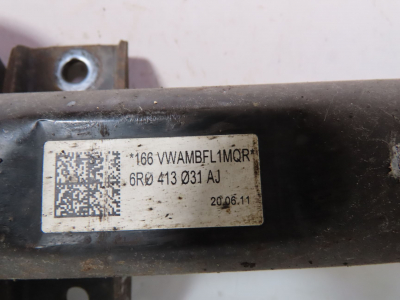 *166 VWAMBFL1MQR*
6RØ 413 Ø31 AJ
20.06.11